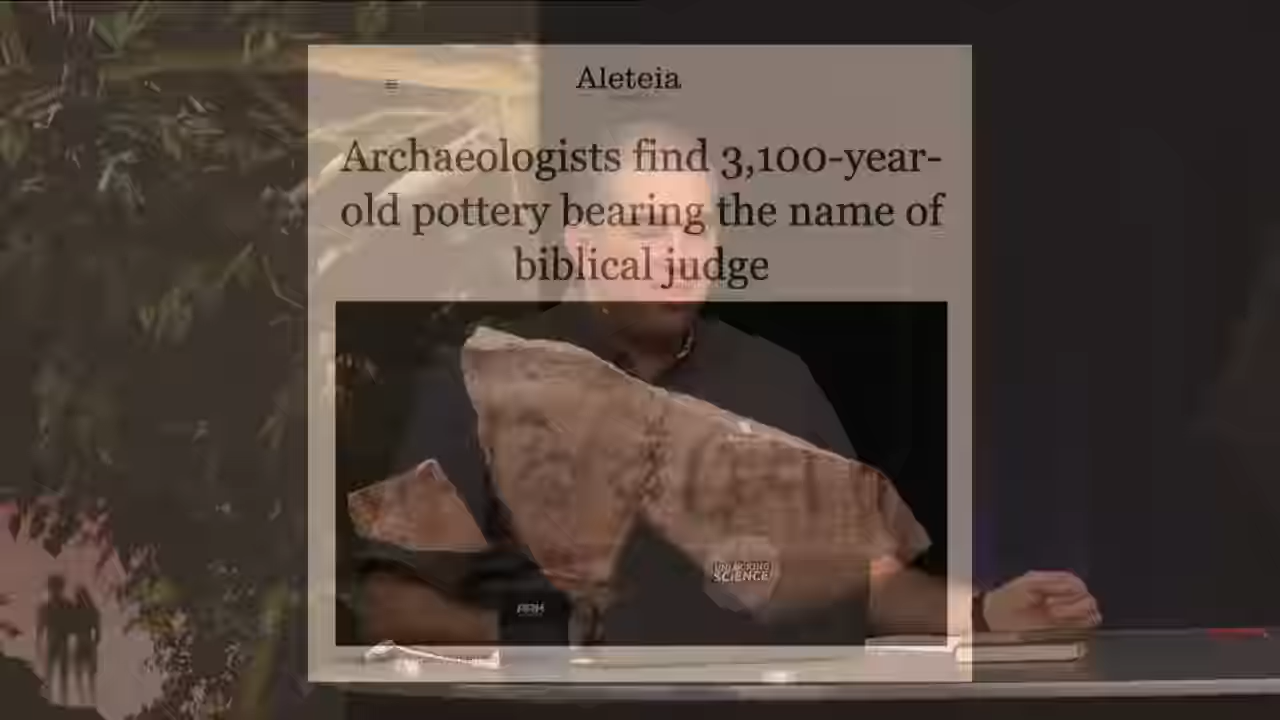 Aleteia
Archaeologists find 3,100-year-
old pottery bearing the name of
biblical judge
UNLOCKING
SCIENCE